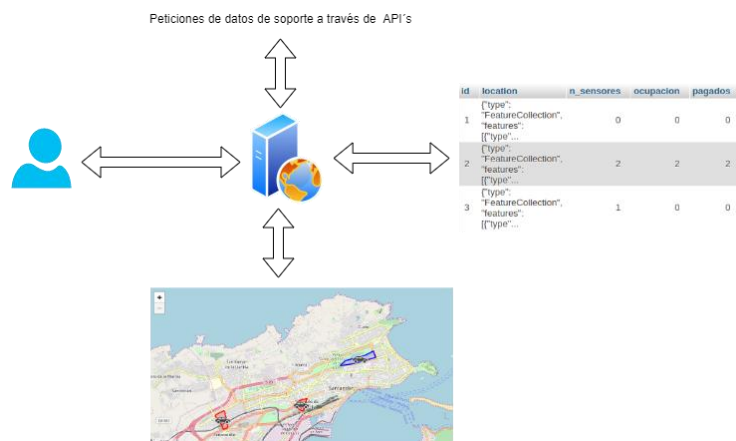 Peticiones de datos de soporte a través de API´s
id location n_sensores ocupacion pagados
{"type":
"FeatureCollection",
1 0 0 0
"features":
[{"type"...
{"type":
"FeatureCollection",
2 2 2 2
"features":
[{"type"...
{"type":
"FeatureCollection",
3 1 0 0
"features":
[{"type"...
+
Santander